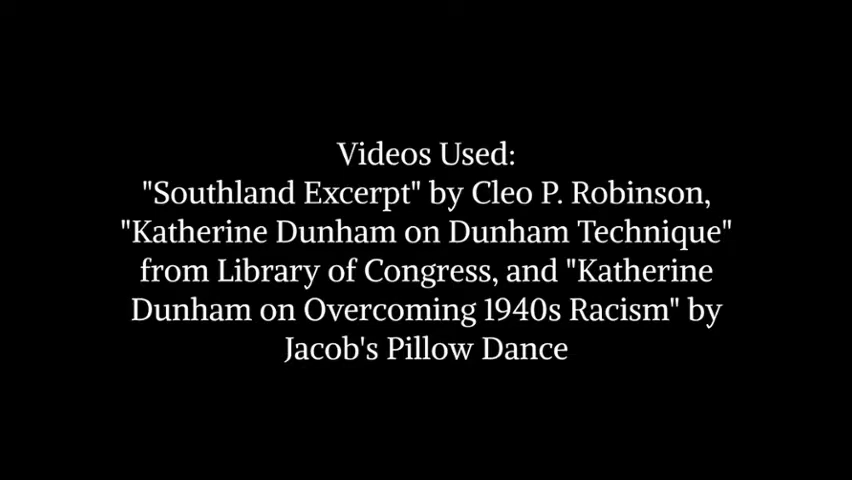 Videos Used:
"Southland Excerpt" by Cleo P. Robinson,
"Katherine Dunham on Dunham Technique"
from Library of Congress, and "Katherine
Dunham on Overcoming 1940s Racism" by
Jacob's Pillow Dance